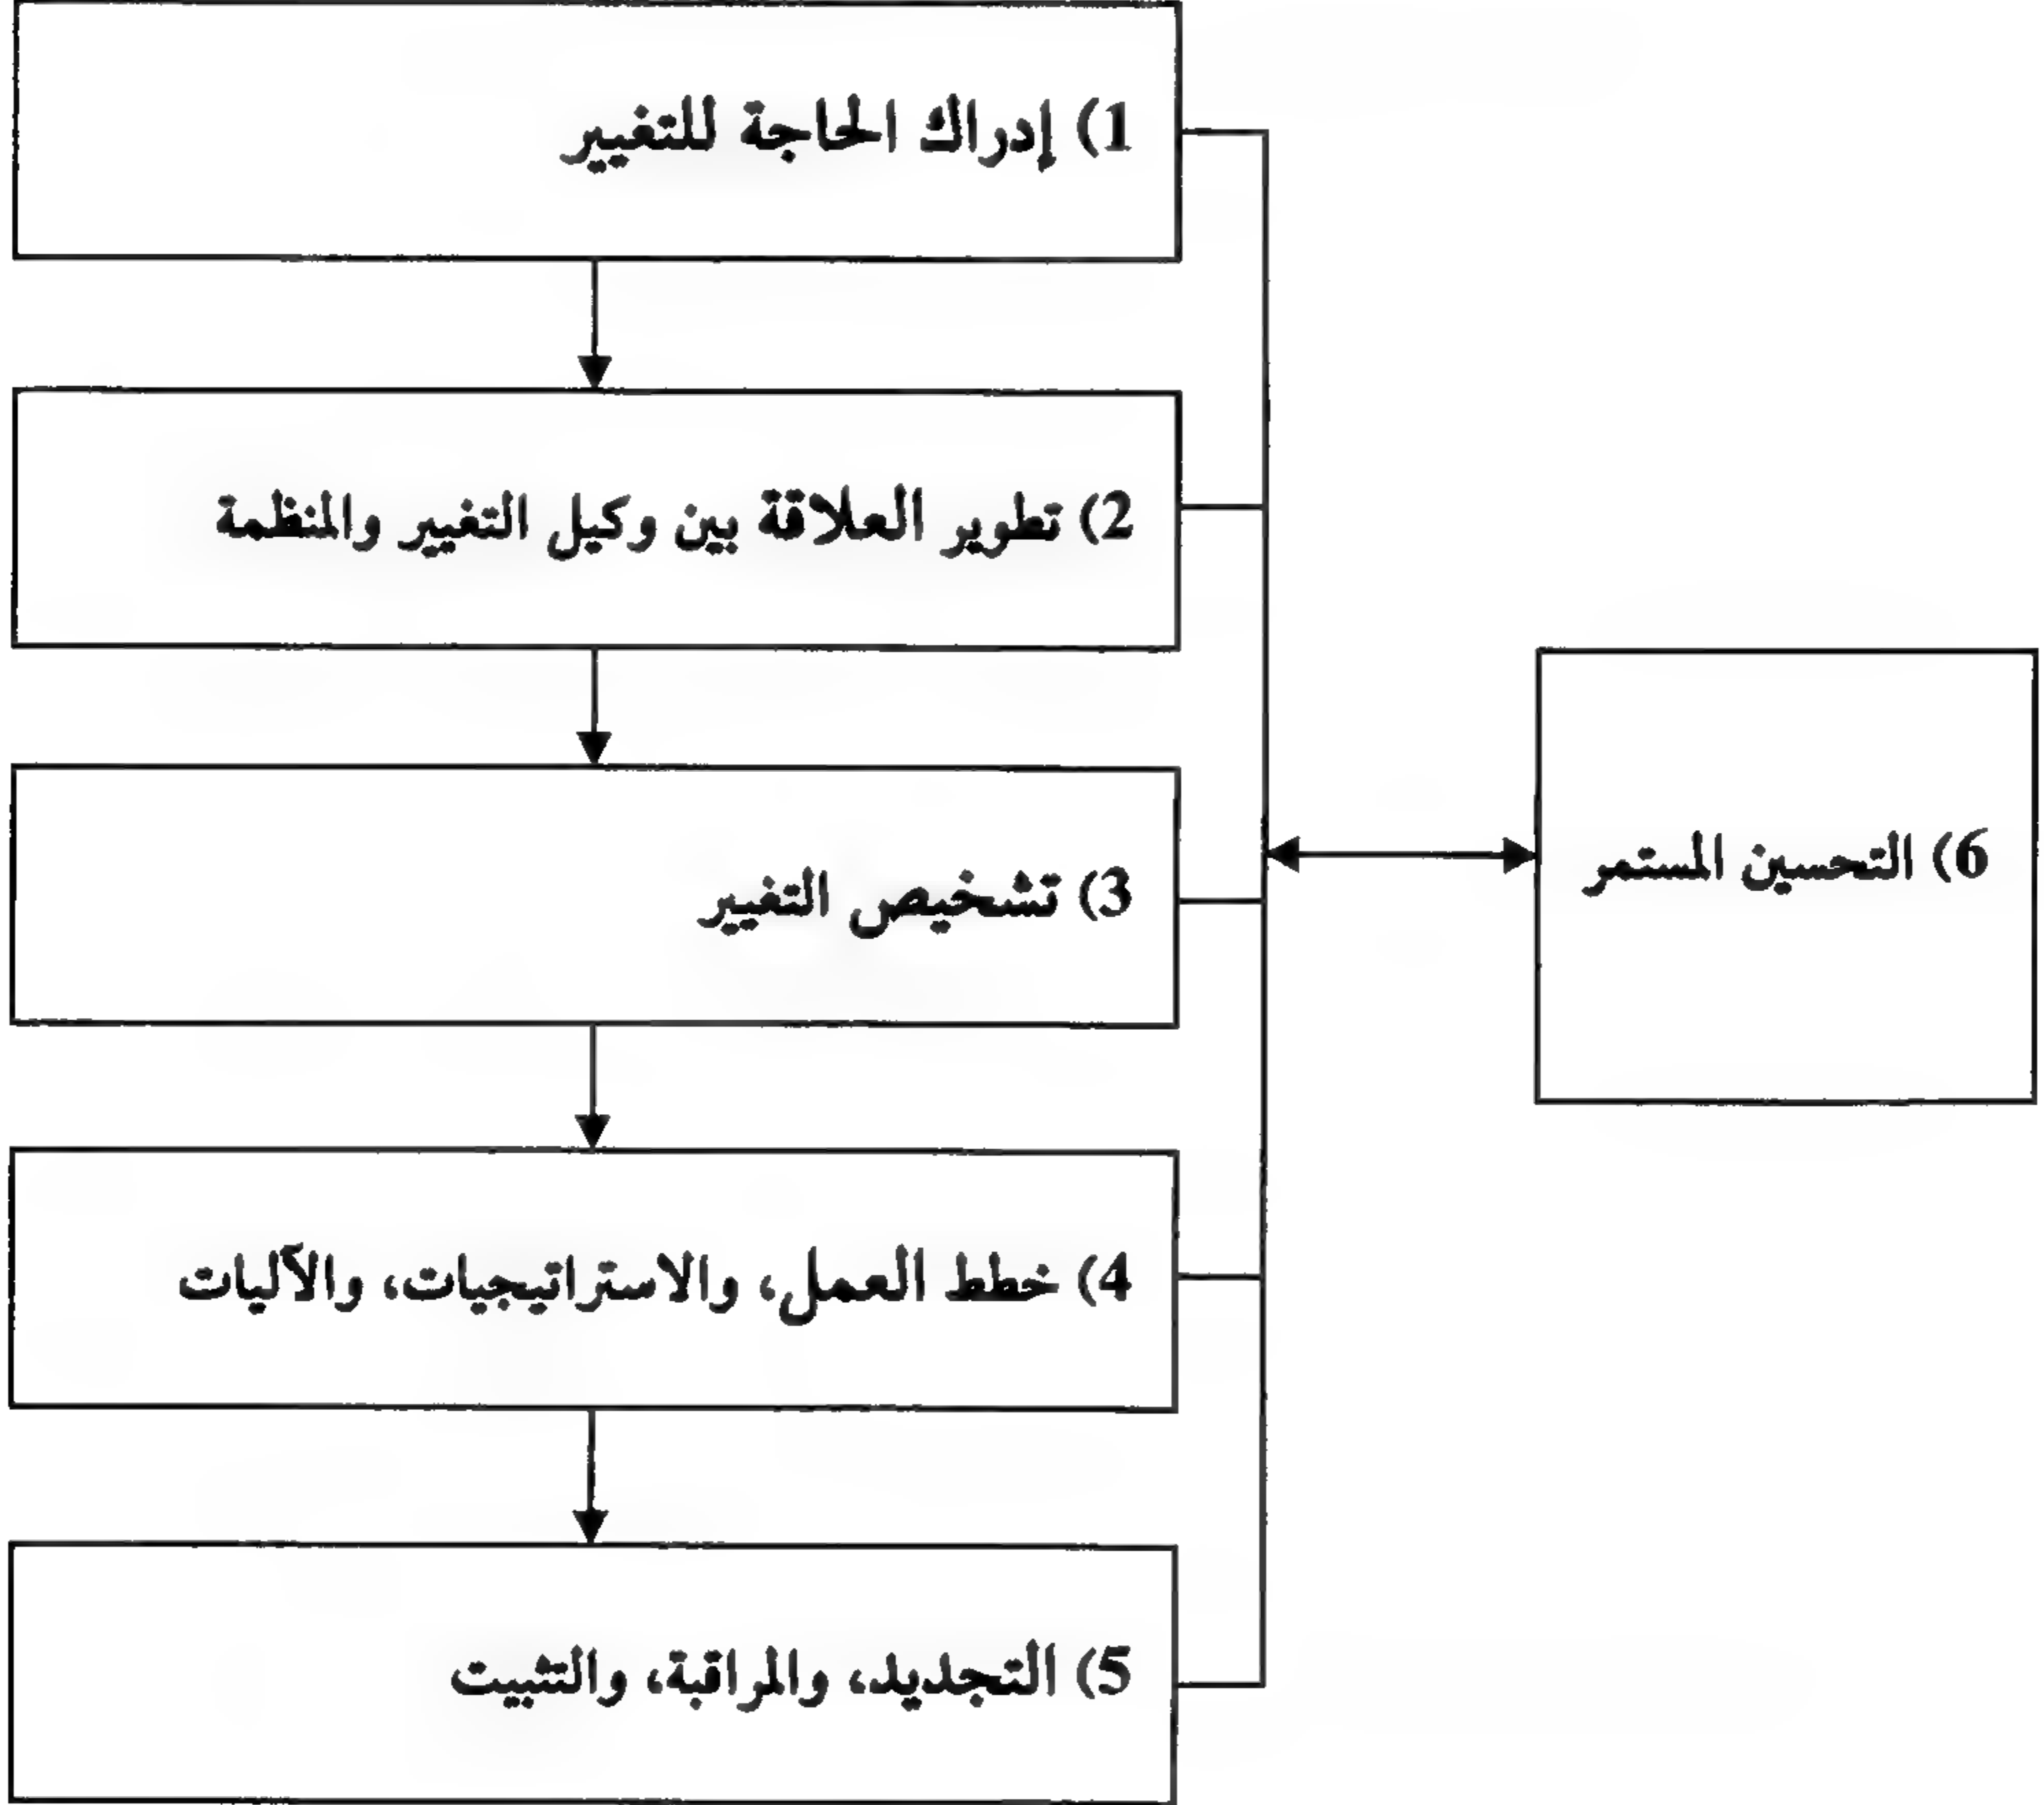 1) إدراك الحاجة للتغيير
2) تطوير العلاقة بين وكيل التغيير والمنظمة
3) تشخيص التغيير
6) التحسين المستمر
4) خطط العمل، والاستراتيجيات، والآليات
5) التجديد، والمراقبة، والتثبيت